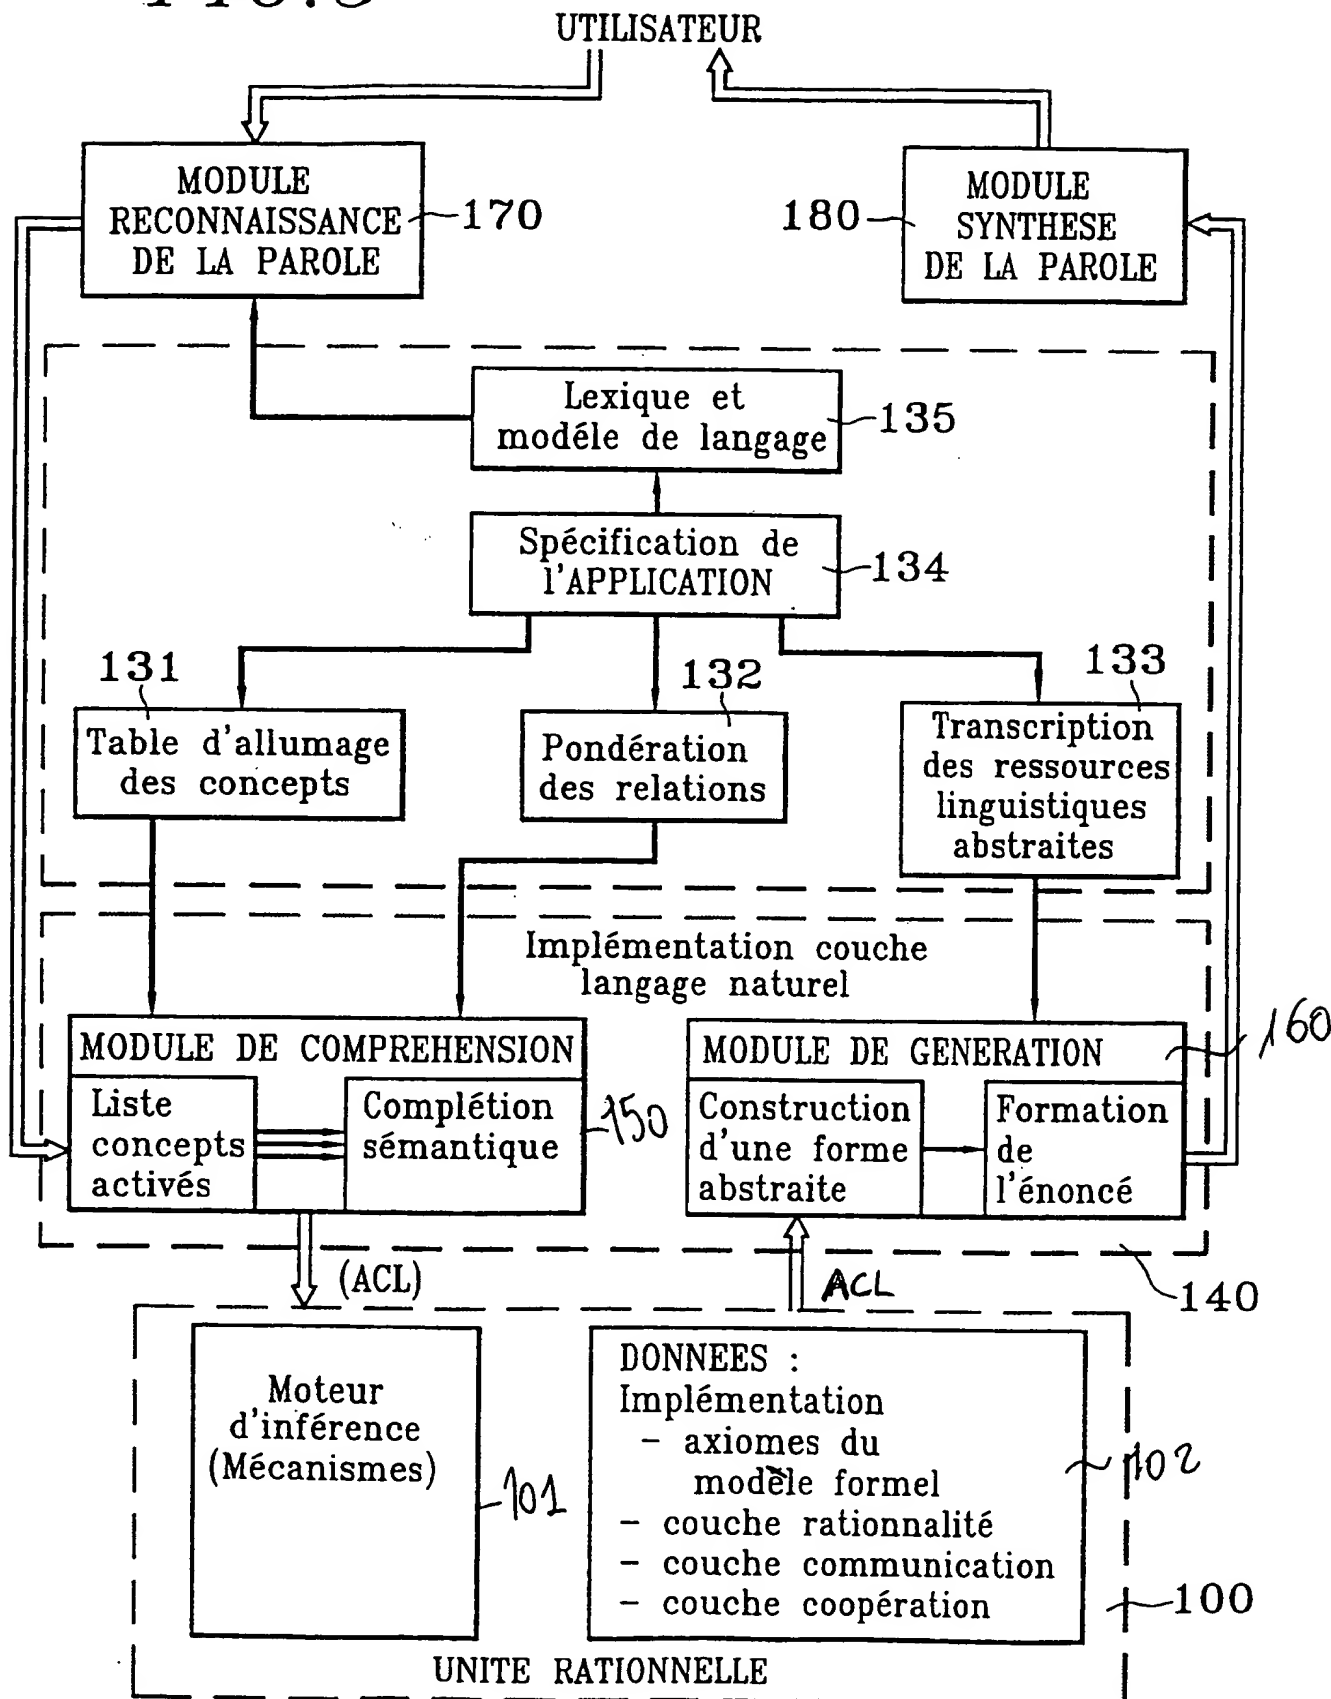 UTILISATEUR
MODULE
RECONNAISSANCE
DE LA PAROLE
170
180
MODULE
SYNTHESE
DE LA PAROLE
Lexique et
modéle de langage
135
Spécification de
l'APPLICATION
134
131
132
133
Table d'allumage
des concepts
Pondération
des relations
Transcription
des ressources
linguistiques
abstraites
Implémentation couche
langage naturel
MODULE DE COMPREHENSION
Liste
concepts
activés
Complétion
sémantique
150
MODULE DE GENERATION
160
Construction
d'une forme
abstraite
Formation
de
l'énoncé
(ACL)
ACL
140
Moteur
d'inférence
(Mécanismes)
101
DONNEES :
Implémentation
- axiomes du
modèle formel
- couche rationnalité
- couche communication
- couche coopération
102
100
UNITE RATIONNELLE